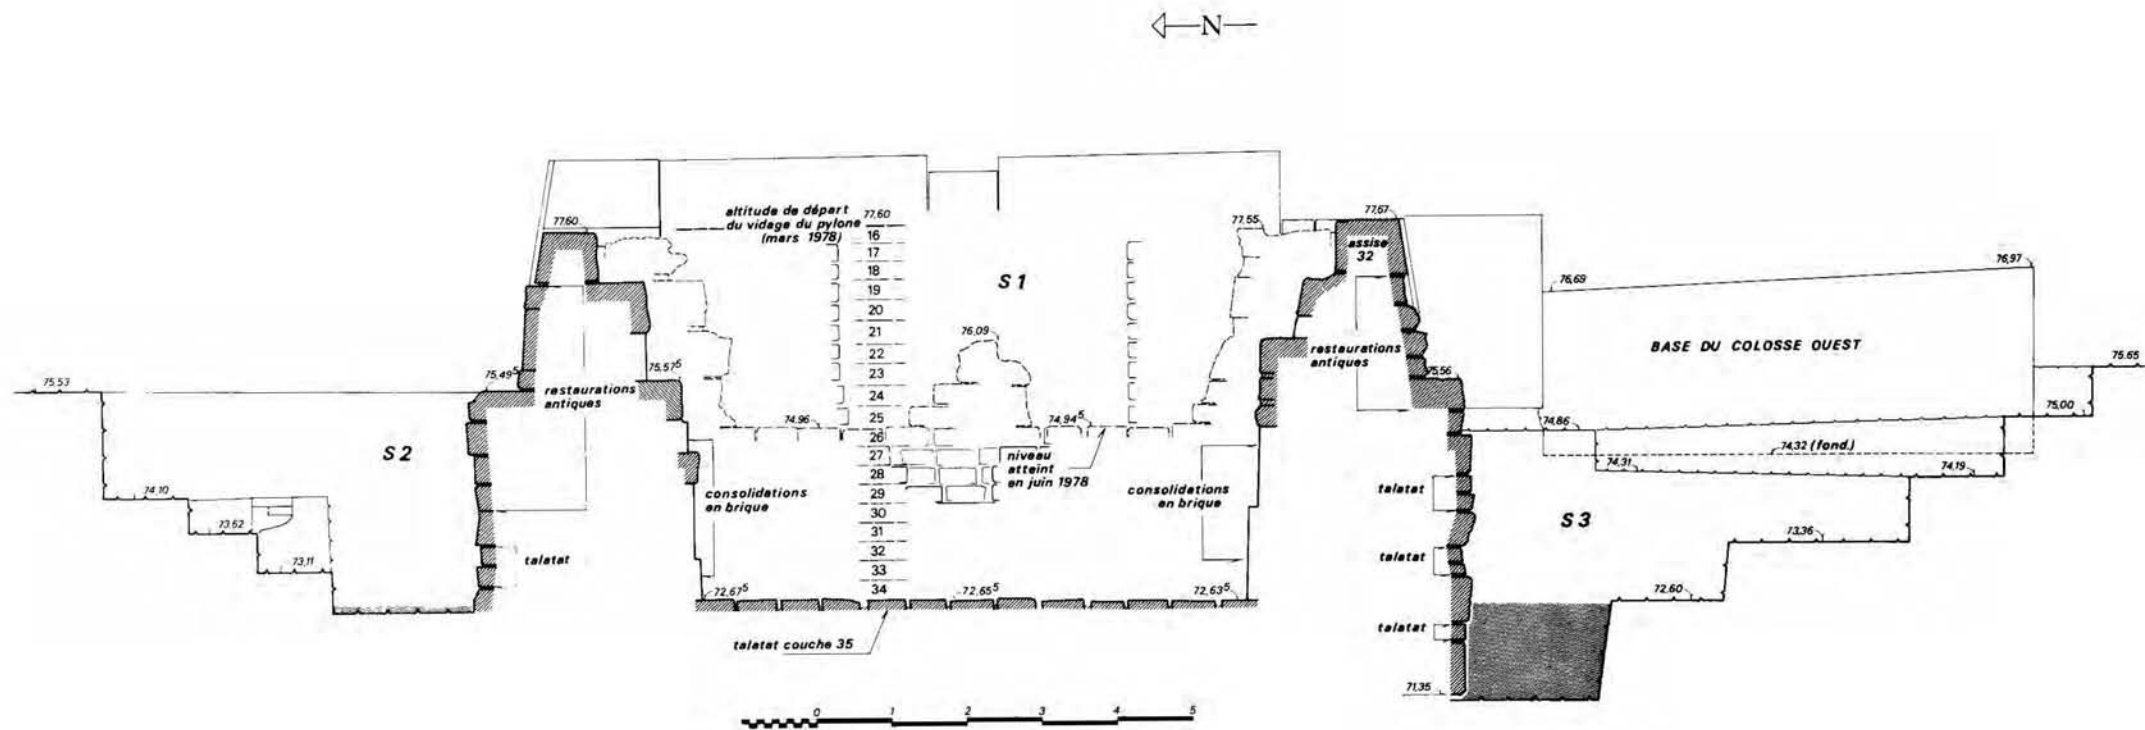 N
altitude de départ
du vidage du pylone
(mars 1978)
77,60
77,60
77,55
77,67
assise
32
16
17
18
19
20
21
22
23
24
25
26
27
28
29
30
31
32
33
34
S 1
76,09
76,69
76,97
BASE DU COLOSSE OUEST
75,65
75,53
75,49⁵
75,57⁵
75,56
restaurations
antiques
restaurations
antiques
74,96
74,94⁵
74,86
75,00
74,32 (fond.)
74,31
74,19
S 2
niveau
atteint
en juin 1978
consolidations
en brique
consolidations
en brique
talatat
S 3
74,10
73,62
73,11
73,36
talatat
talatat
talatat
72,67⁵
72,65⁵
72,63⁵
72,60
talatat couche 35
71,35
0 1 2 3 4 5